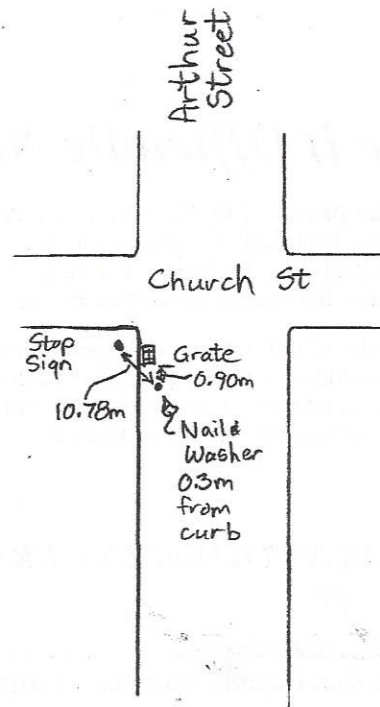 Arthur
Street
Church St
Stop
Sign
Grate
0.90m
10.78m
Nail &
Washer
0.3m
from
curb